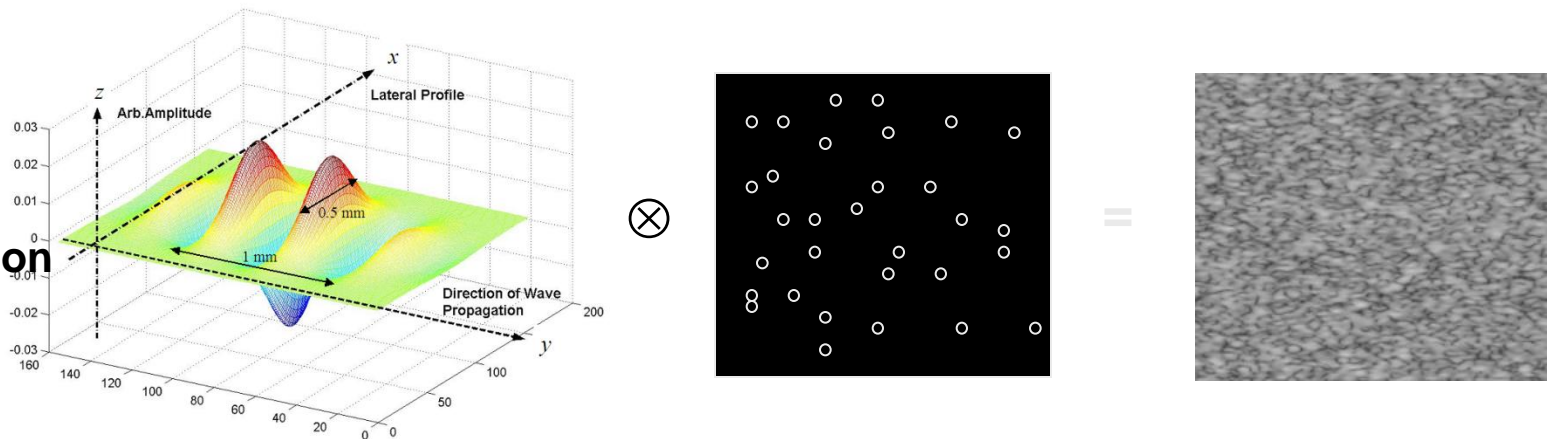 x
Lateral Profile
z
Arb.Amplitude
0.03
0.02
0.01
0
-0.01
-0.02
-0.03
on
0.5 mm
1 mm
Direction of Wave
Propagation
y
160
140
120
100
80
60
40
20
0
0
50
100
200
⊗
=